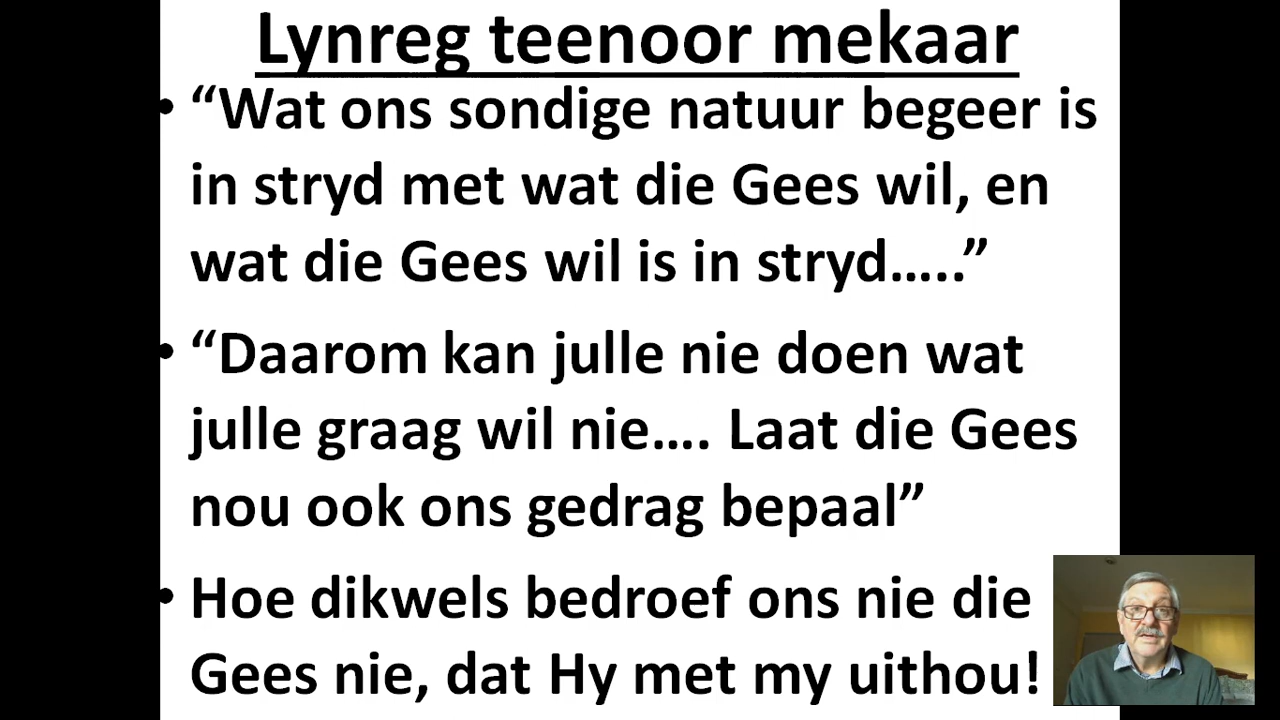 Lynreg teenoor mekaar
• “Wat ons sondige natuur begeer is
in stryd met wat die Gees wil, en
wat die Gees wil is in stryd…..”
• “Daarom kan julle nie doen wat
julle graag wil nie…. Laat die Gees
nou ook ons gedrag bepaal”
• Hoe dikwels bedroef ons nie die
Gees nie, dat Hy met my uithou!